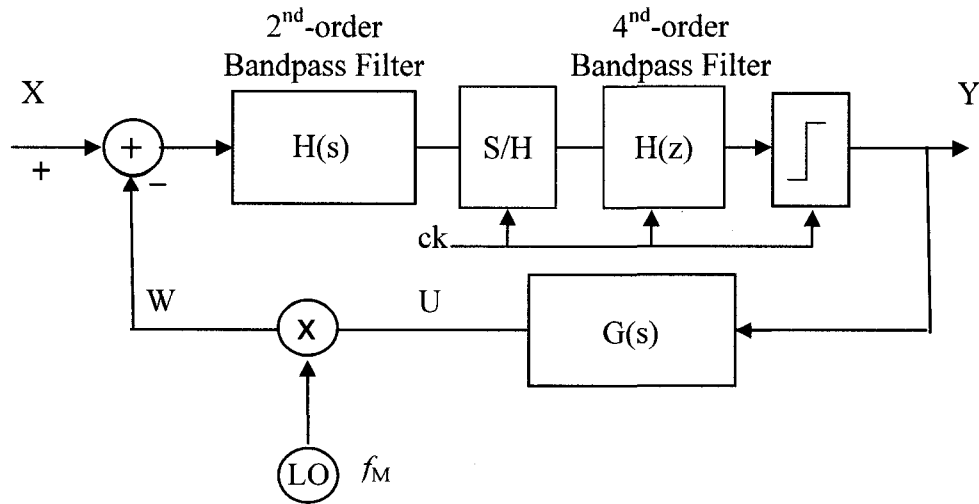 2nd-order
Bandpass Filter
4nd-order
Bandpass Filter
X
Y
+
+
−
H(s)
S/H
H(z)
ck
W
U
X
G(s)
LO
fM